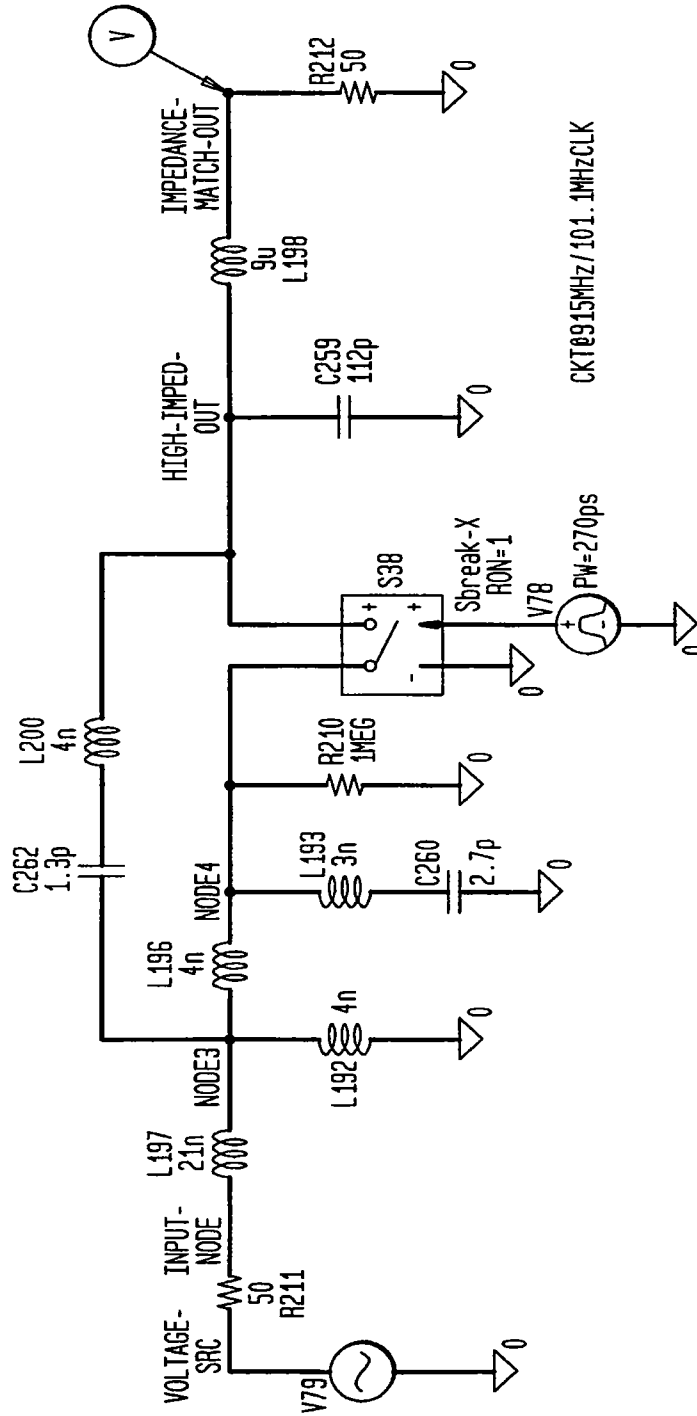 VOLTAGE-
SRC
INPUT-
NODE
50
R211
V79
0
L197
21n
NODE3
L192
4n
0
C262
1.3p
L200
4n
L196
4n
NODE4
L193
3n
C260
2.7p
0
R210
1MEG
0
S38
+
+
-
0
Sbreak-X
RON=1
V78
+
-
PW=270ps
0
HIGH-IMPED-
OUT
C259
112p
0
9u
L198
IMPEDANCE-
MATCH-OUT
V
R212
50
0
CKT@915MHz/101.1MHzCLK